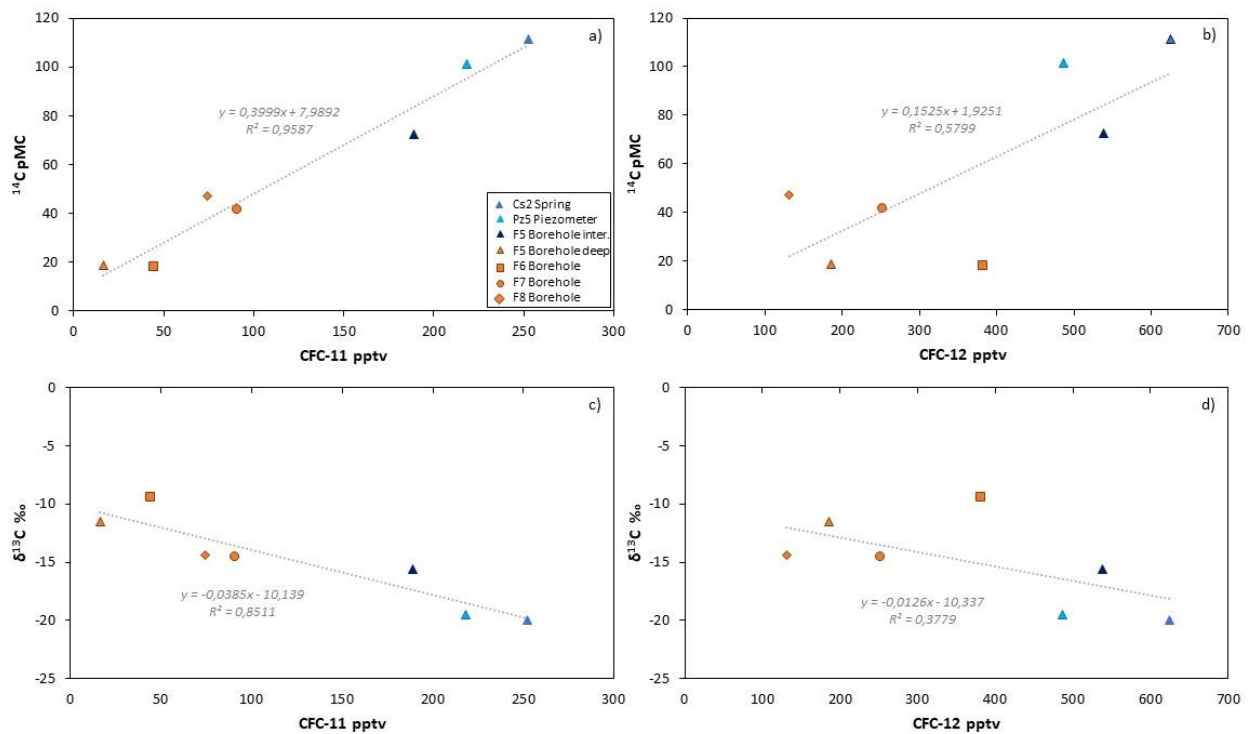 a)
120
100
80
60
40
20
0
¹⁴C pMC
y = 0,3999x + 7,9892
R² = 0,9587
Cs2 Spring
Pz5 Piezometer
F5 Borehole inter.
F5 Borehole deep
F6 Borehole
F7 Borehole
F8 Borehole
0 50 100 150 200 250 300
CFC-11 pptv
b)
120
100
80
60
40
20
0
¹⁴C pMC
y = 0,1525x + 1,9251
R² = 0,5799
0 100 200 300 400 500 600 700
CFC-12 pptv
c)
0
-5
-10
-15
-20
-25
δ¹³C ‰
y = -0,0385x - 10,139
R² = 0,8511
0 50 100 150 200 250 300
CFC-11 pptv
d)
0
-5
-10
-15
-20
-25
δ¹³C ‰
y = -0,0126x - 10,337
R² = 0,3779
0 100 200 300 400 500 600 700
CFC-12 pptv